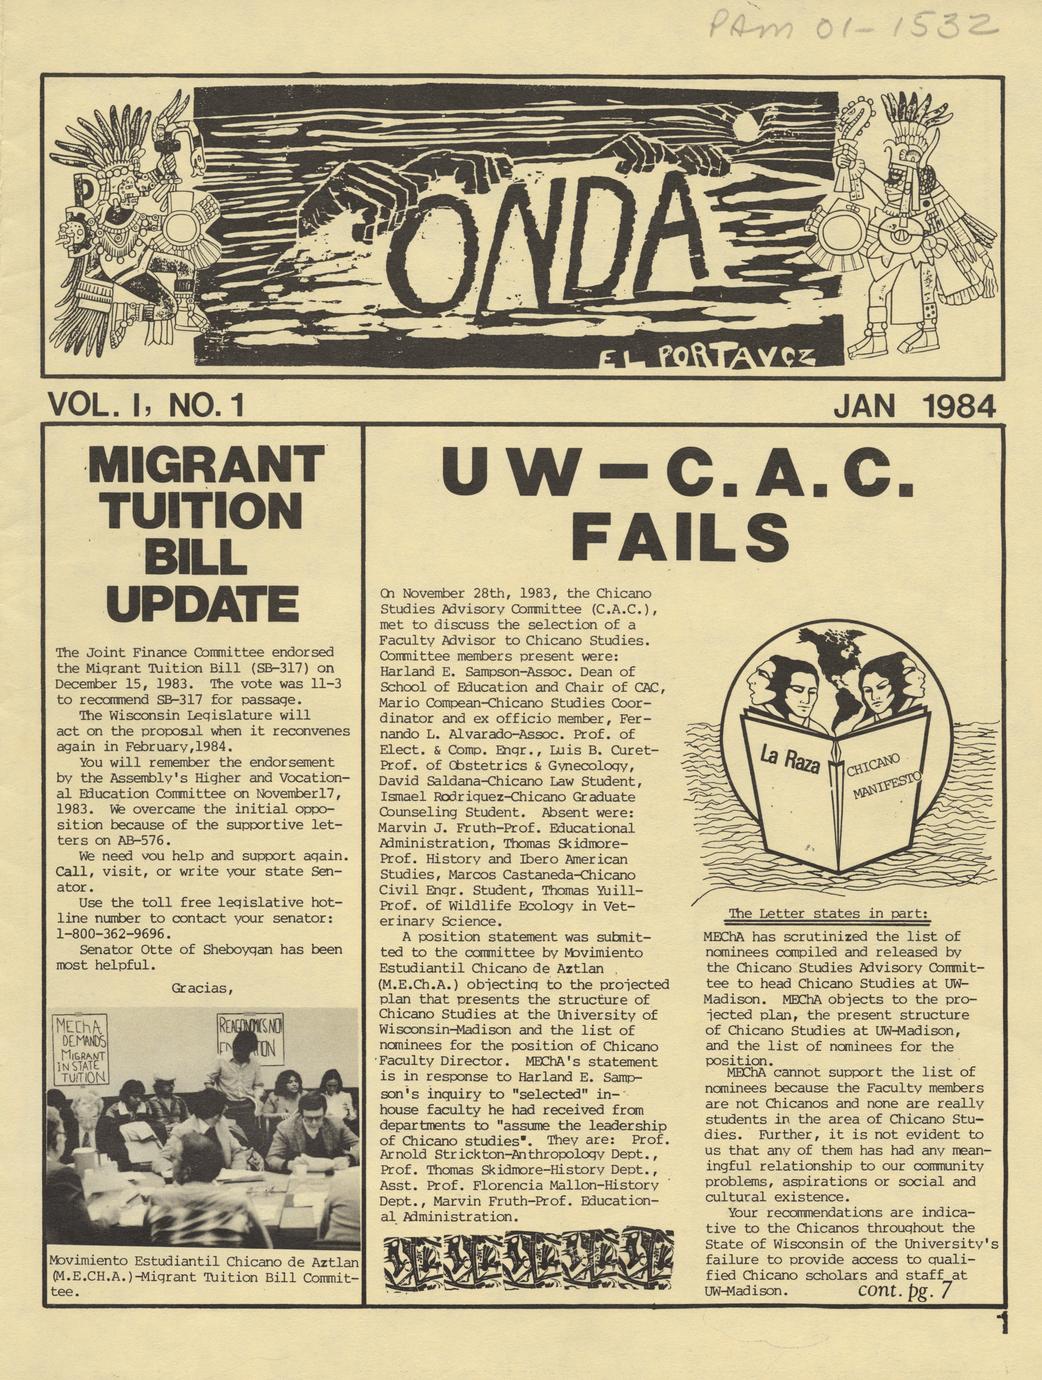 PAM 01-1532
ONDA
EL PORTAVOZ
VOL. I, NO. 1
JAN 1984
MIGRANT
TUITION
BILL
UPDATE
The Joint Finance Committee endorsed
the Migrant Tuition Bill (SB-317) on
December 15, 1983. The vote was 11-3
to recommend SB-317 for passage.
The Wisconsin Legislature will
act on the proposal when it reconvenes
again in February,1984.
You will remember the endorsement
by the Assembly's Higher and Vocation-
al Education Committee on November17,
1983. We overcame the initial oppo-
sition because of the supportive let-
ters on AB-576.
We need you help and support again.
Call, visit, or write your state Sen-
ator.
Use the toll free legislative hot-
line number to contact your senator:
1-800-362-9696.
Senator Otte of Sheboygan has been
most helpful.
Gracias,
MEChA
DEMANDS
MIGRANT
IN STATE
TUITION
REAGONOMICS NO!
Movimiento Estudiantil Chicano de Aztlan
(M.E.CH.A.)-Migrant Tuition Bill Commit-
tee.
UW-C.A.C.
FAILS
On November 28th, 1983, the Chicano
Studies Advisory Committee (C.A.C.),
met to discuss the selection of a
Faculty Advisor to Chicano Studies.
Committee members present were:
Harland E. Sampson-Assoc. Dean of
School of Education and Chair of CAC,
Mario Compean-Chicano Studies Coor-
dinator and ex officio member, Fer-
nando L. Alvarado-Assoc. Prof. of
Elect. & Comp. Engr., Luis B. Curet-
Prof. of Obstetrics & Gynecology,
David Saldana-Chicano Law Student,
Ismael Rodriquez-Chicano Graduate
Counseling Student. Absent were:
Marvin J. Fruth-Prof. Educational
Administration, Thomas Skidmore-
Prof. History and Ibero American
Studies, Marcos Castaneda-Chicano
Civil Engr. Student, Thomas Yuill-
Prof. of Wildlife Ecology in Vet-
erinary Science.
A position statement was submit-
ted to the committee by Movimiento
Estudiantil Chicano de Aztlan
(M.E.Ch.A.) objecting to the projected
plan that presents the structure of
Chicano Studies at the University of
Wisconsin-Madison and the list of
nominees for the position of Chicano
Faculty Director. MEChA's statement
is in response to Harland E. Samp-
son's inquiry to "selected" in-
house faculty he had received from
departments to "assume the leadership
of Chicano studies". They are: Prof.
Arnold Strickton-Anthropology Dept.,
Prof. Thomas Skidmore-History Dept.,
Asst. Prof. Florencia Mallon-History
Dept., Marvin Fruth-Prof. Education-
al Administration.
La Raza
CHICANO
MANIFESTO
The Letter states in part:
MEChA has scrutinized the list of
nominees compiled and released by
the Chicano Studies Advisory Commit-
tee to head Chicano Studies at UW-
Madison. MEChA objects to the pro-
jected plan, the present structure
of Chicano Studies at UW-Madison,
and the list of nominees for the
position.
MEChA cannot support the list of
nominees because the Faculty members
are not Chicanos and none are really
students in the area of Chicano Stu-
dies. Further, it is not evident to
us that any of them has had any mean-
ingful relationship to our community
problems, aspirations or social and
cultural existence.
Your recommendations are indica-
tive to the Chicanos throughout the
State of Wisconsin of the University's
failure to provide access to quali-
fied Chicano scholars and staff at
UW-Madison.
cont. pg. 7
1